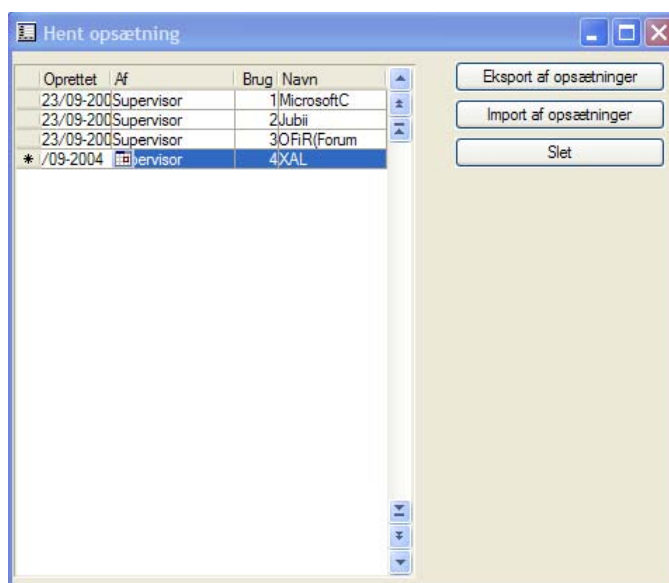 Hent opsætning
Oprettet Af Brug Navn
23/09-200 Supervisor 1 MicrosoftC
23/09-200 Supervisor 2 Jubii
23/09-200 Supervisor 3 OFiR(Forum
* /09-2004 pervisor 4 XAL
Eksport af opsætninger
Import af opsætninger
Slet